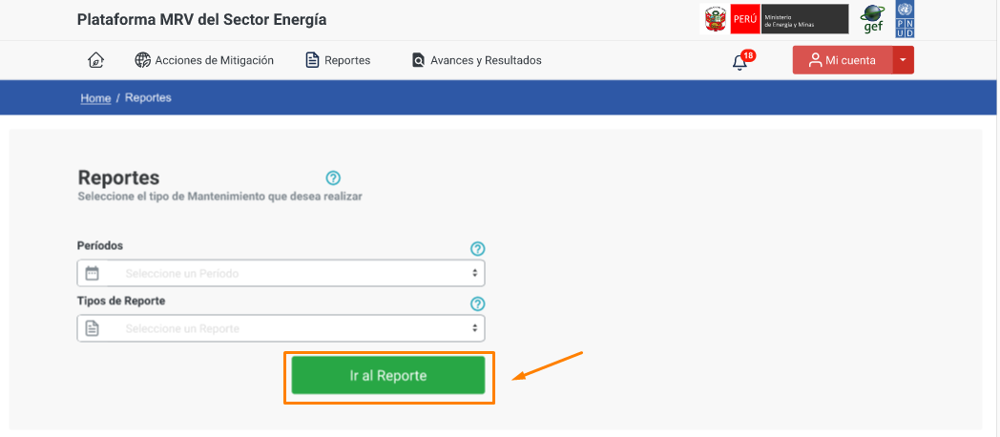 Plataforma MRV del Sector Energía
PERÚ
Ministerio
de Energía y Minas
gef
P N
U D
Acciones de Mitigación
Reportes
Avances y Resultados
18
Mi cuenta
Home / Reportes
Reportes
?
Seleccione el tipo de Mantenimiento que desea realizar
Períodos
?
Seleccione un Período
Tipos de Reporte
?
Seleccione un Reporte
Ir al Reporte